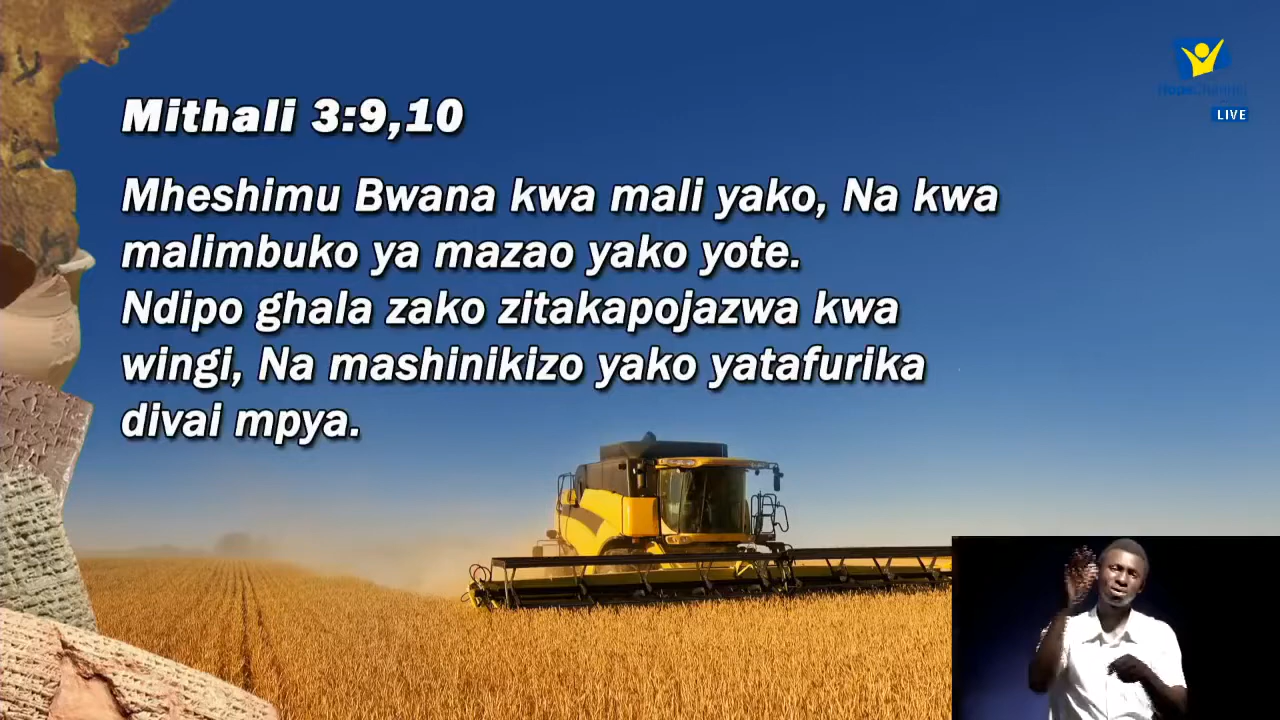 Mithali 3:9,10
Mheshimu Bwana kwa mali yako, Na kwa
malimbuko ya mazao yako yote.
Ndipo ghala zako zitakapojazwa kwa
wingi, Na mashinikizo yako yatafurika
divai mpya.
HopeChannel
LIVE